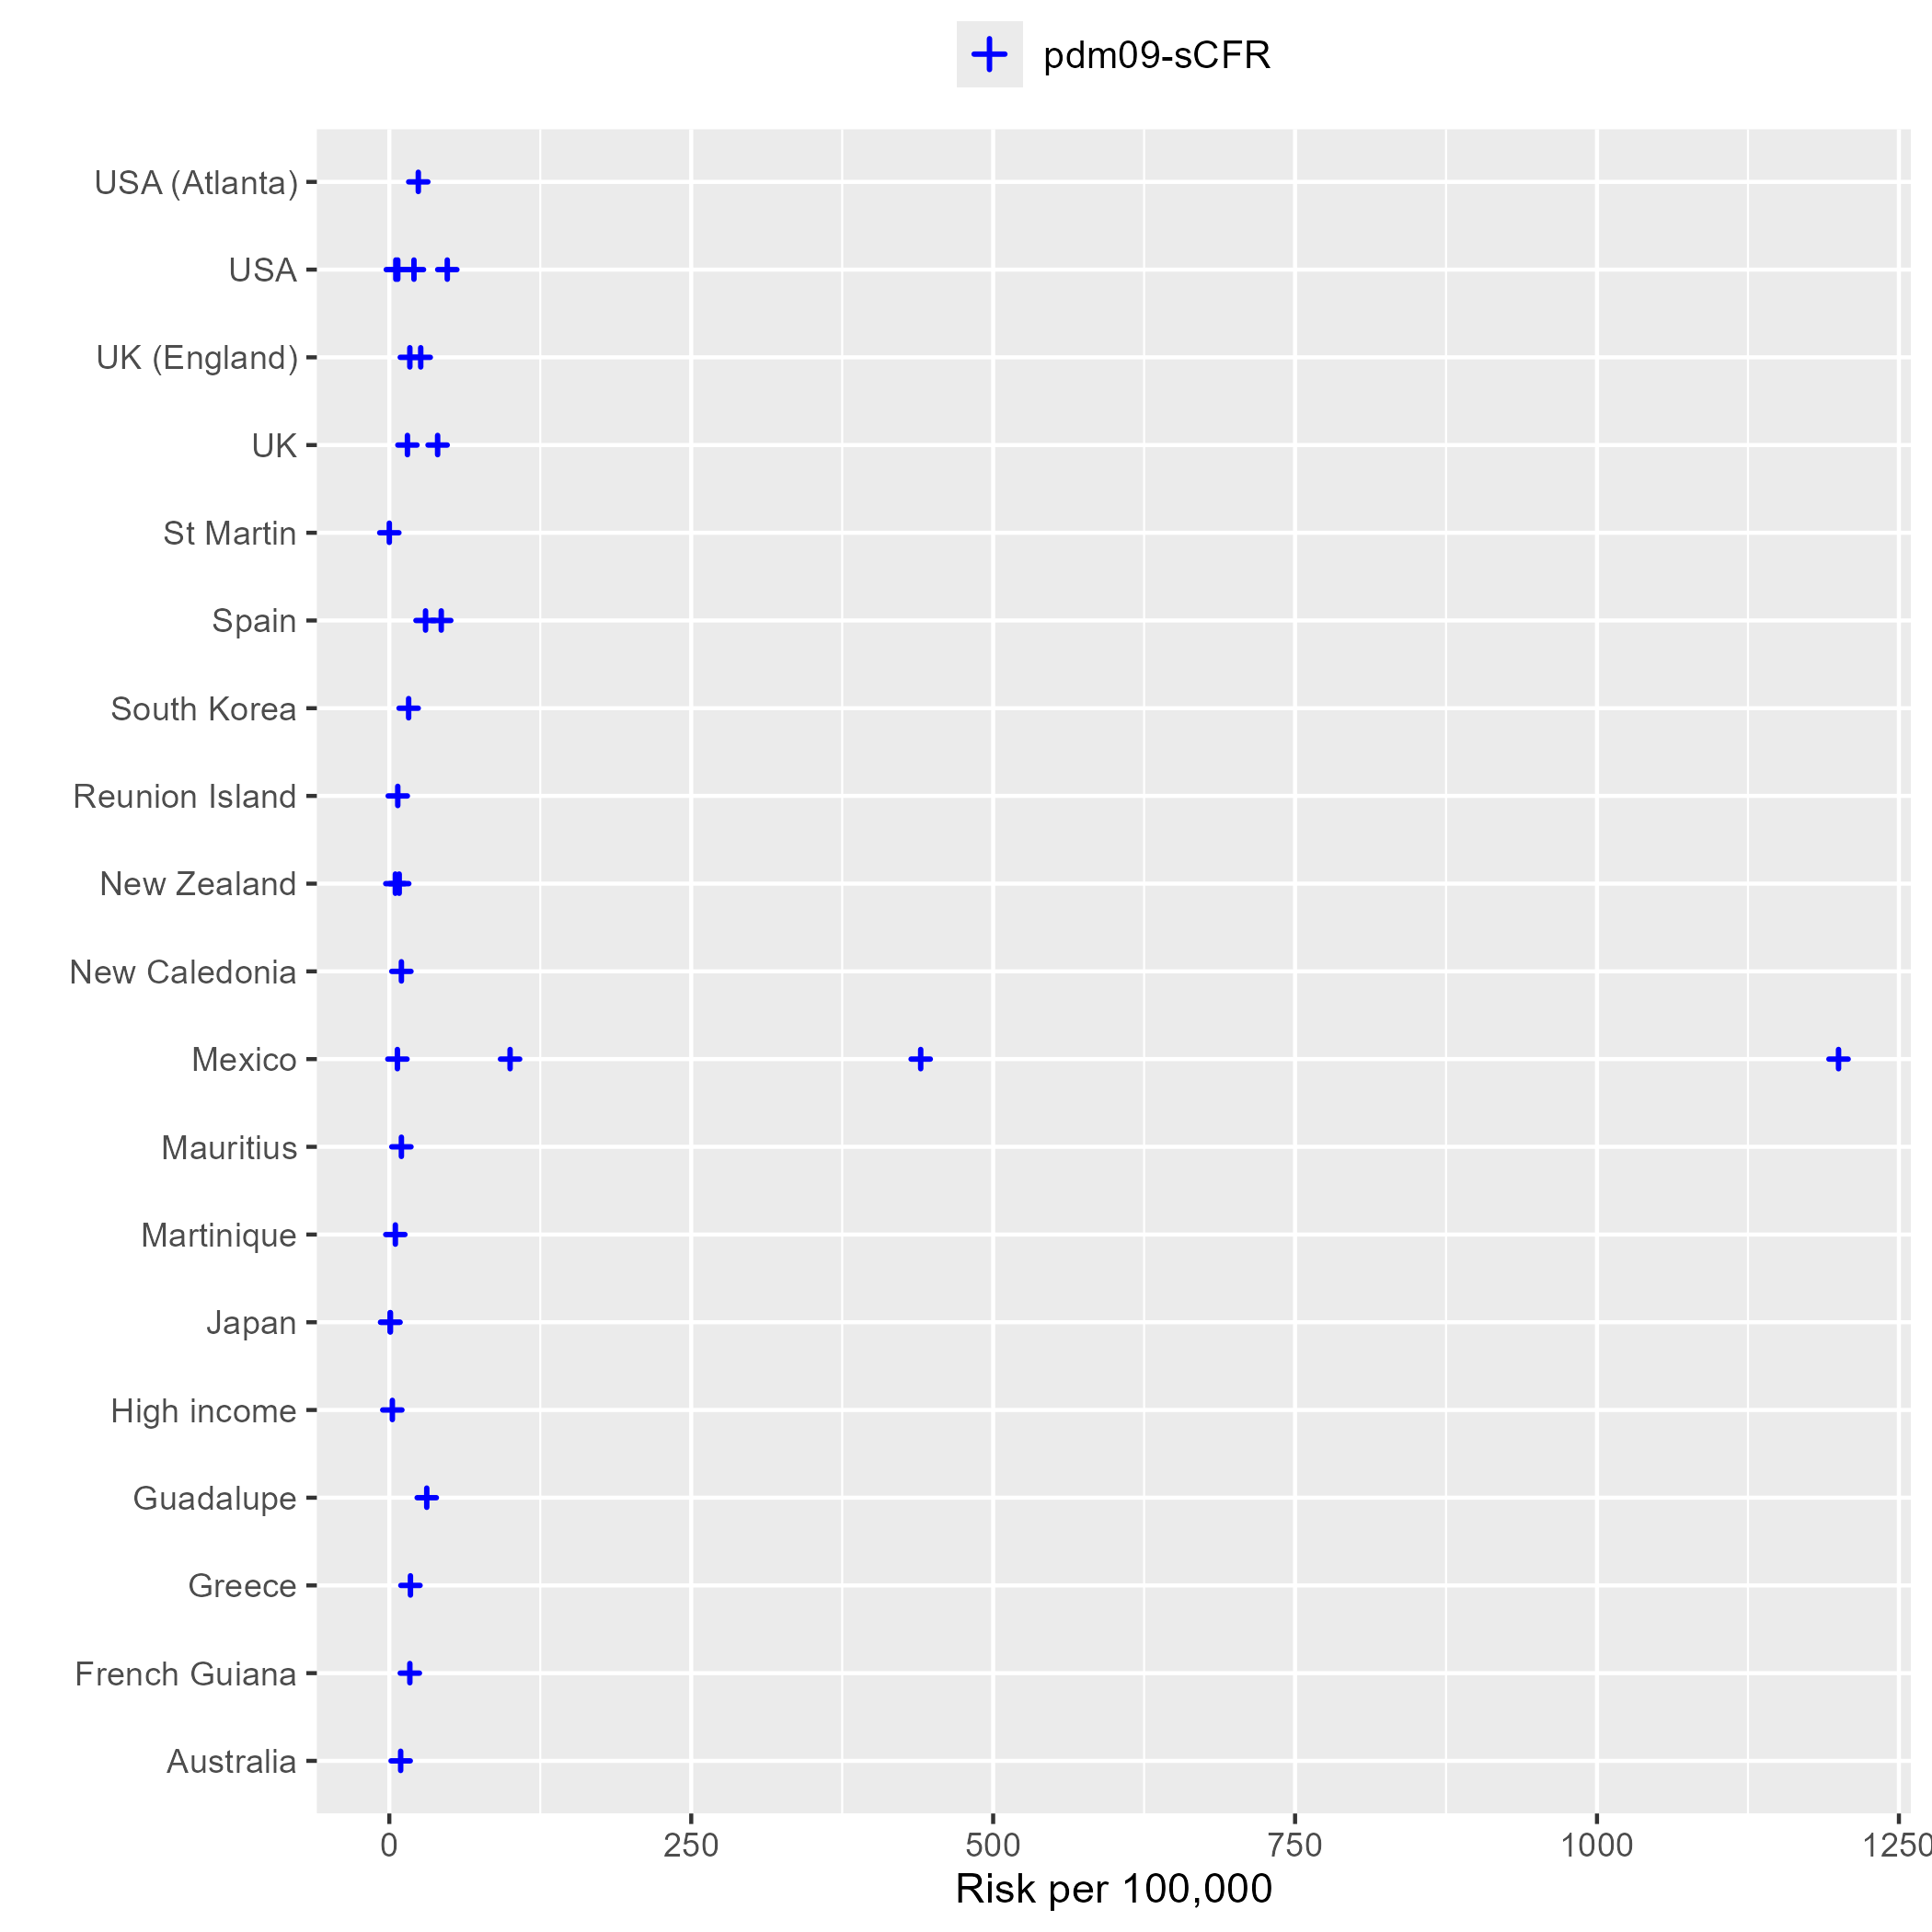 pdm09-sCFR
USA (Atlanta)
USA
UK (England)
UK
St Martin
Spain
South Korea
Reunion Island
New Zealand
New Caledonia
Mexico
Mauritius
Martinique
Japan
High income
Guadalupe
Greece
French Guiana
Australia
0 250 500 750 1000 1250
Risk per 100,000